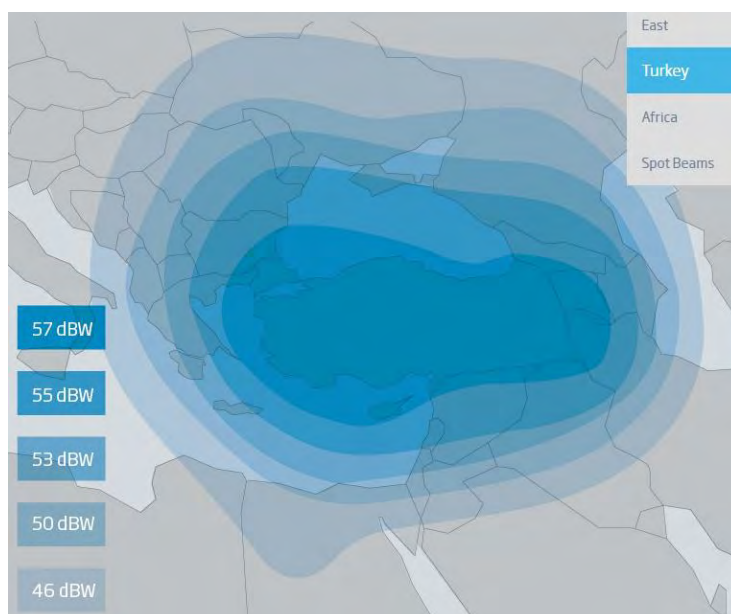 East
Turkey
Africa
Spot Beams
57 dBW
55 dBW
53 dBW
50 dBW
46 dBW